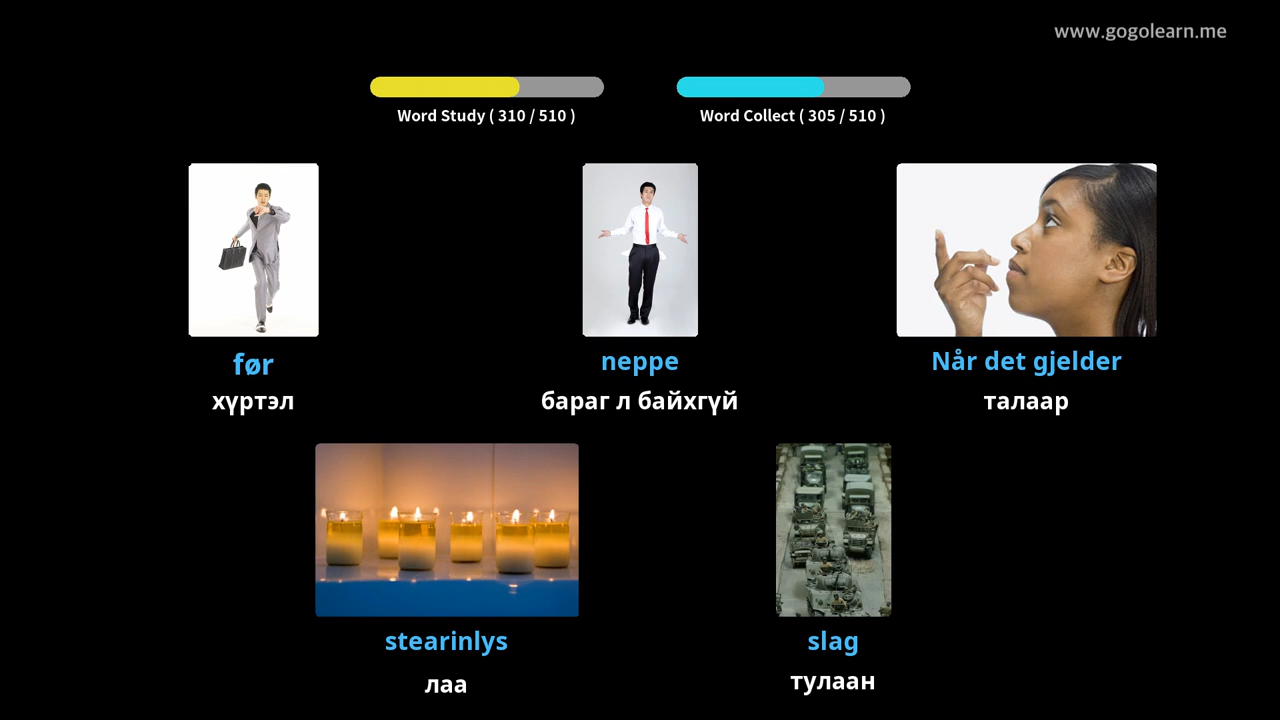 www.gogolearn.me
Word Study ( 310 / 510 )
Word Collect ( 305 / 510 )
før
хүртэл
neppe
бараг л байхгүй
Når det gjelder
талаар
stearinlys
лаа
slag
тулаан